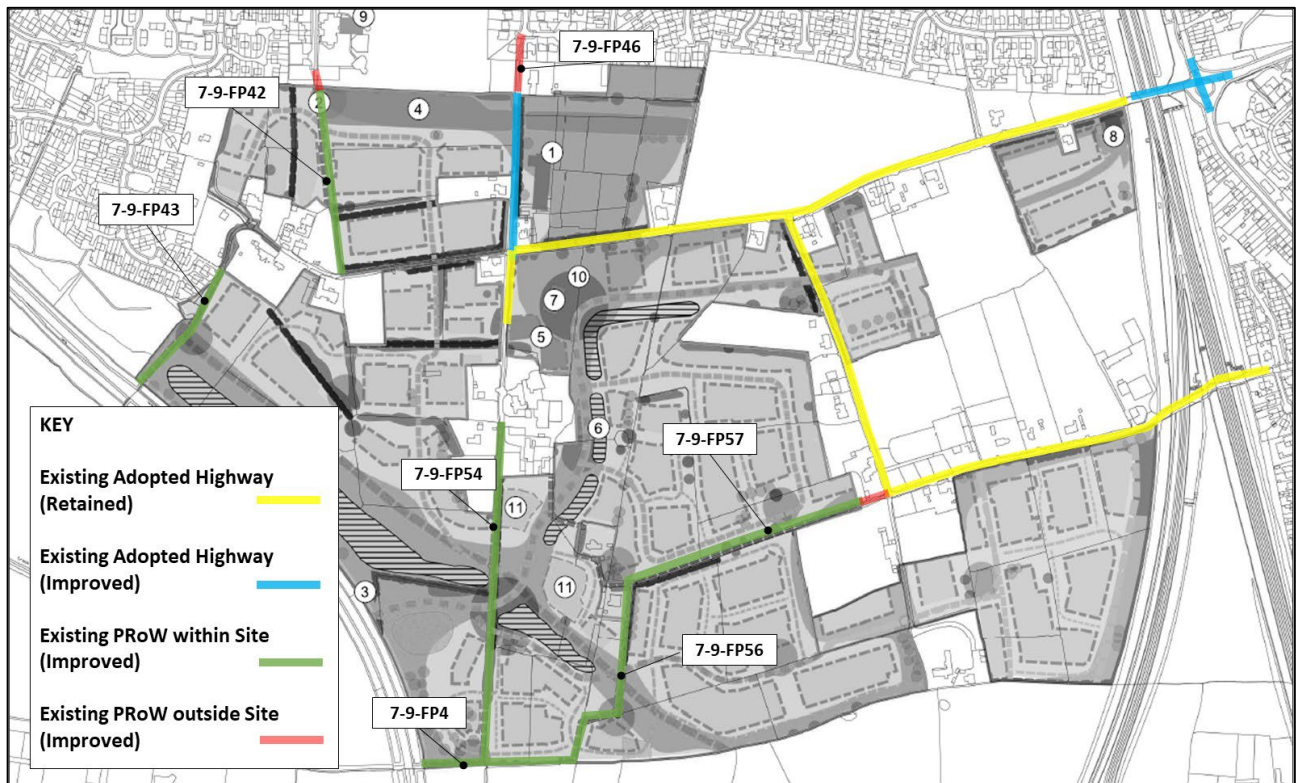 9
7-9-FP46
7-9-FP42
2
4
1
8
7-9-FP43
10
7
5
6
7-9-FP57
7-9-FP54
11
3
11
7-9-FP56
7-9-FP4
KEY
Existing Adopted Highway
(Retained)
Existing Adopted Highway
(Improved)
Existing PRoW within Site
(Improved)
Existing PRoW outside Site
(Improved)